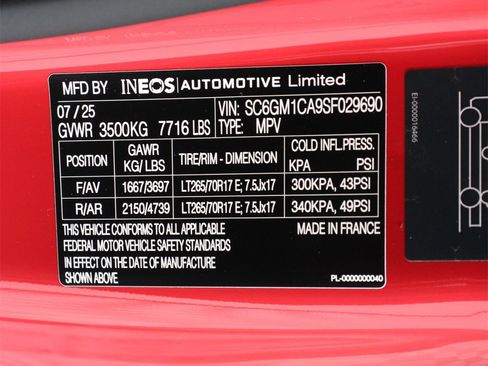 MFD BY INEOS AUTOMOTIVE Limited
07 / 25 VIN: SC6GM1CA9SF029690
GVWR 3500KG 7716 LBS TYPE: MPV
POSITION GAWR KG/ LBS TIRE/RIM - DIMENSION COLD INFL.PRESS. KPA PSI
F/AV 1667/3697 LT265/70R17 E; 7.5Jx17 300KPA, 43PSI
R/AR 2150/4739 LT265/70R17 E; 7.5Jx17 340KPA, 49PSI
THIS VEHICLE CONFORMS TO ALL APPLICABLE MADE IN FRANCE
FEDERAL MOTOR VEHICLE SAFETY STANDARDS
IN EFFECT ON THE DATE OF MANUFACTURE
SHOWN ABOVE PL-0000000040
EI-0000016466